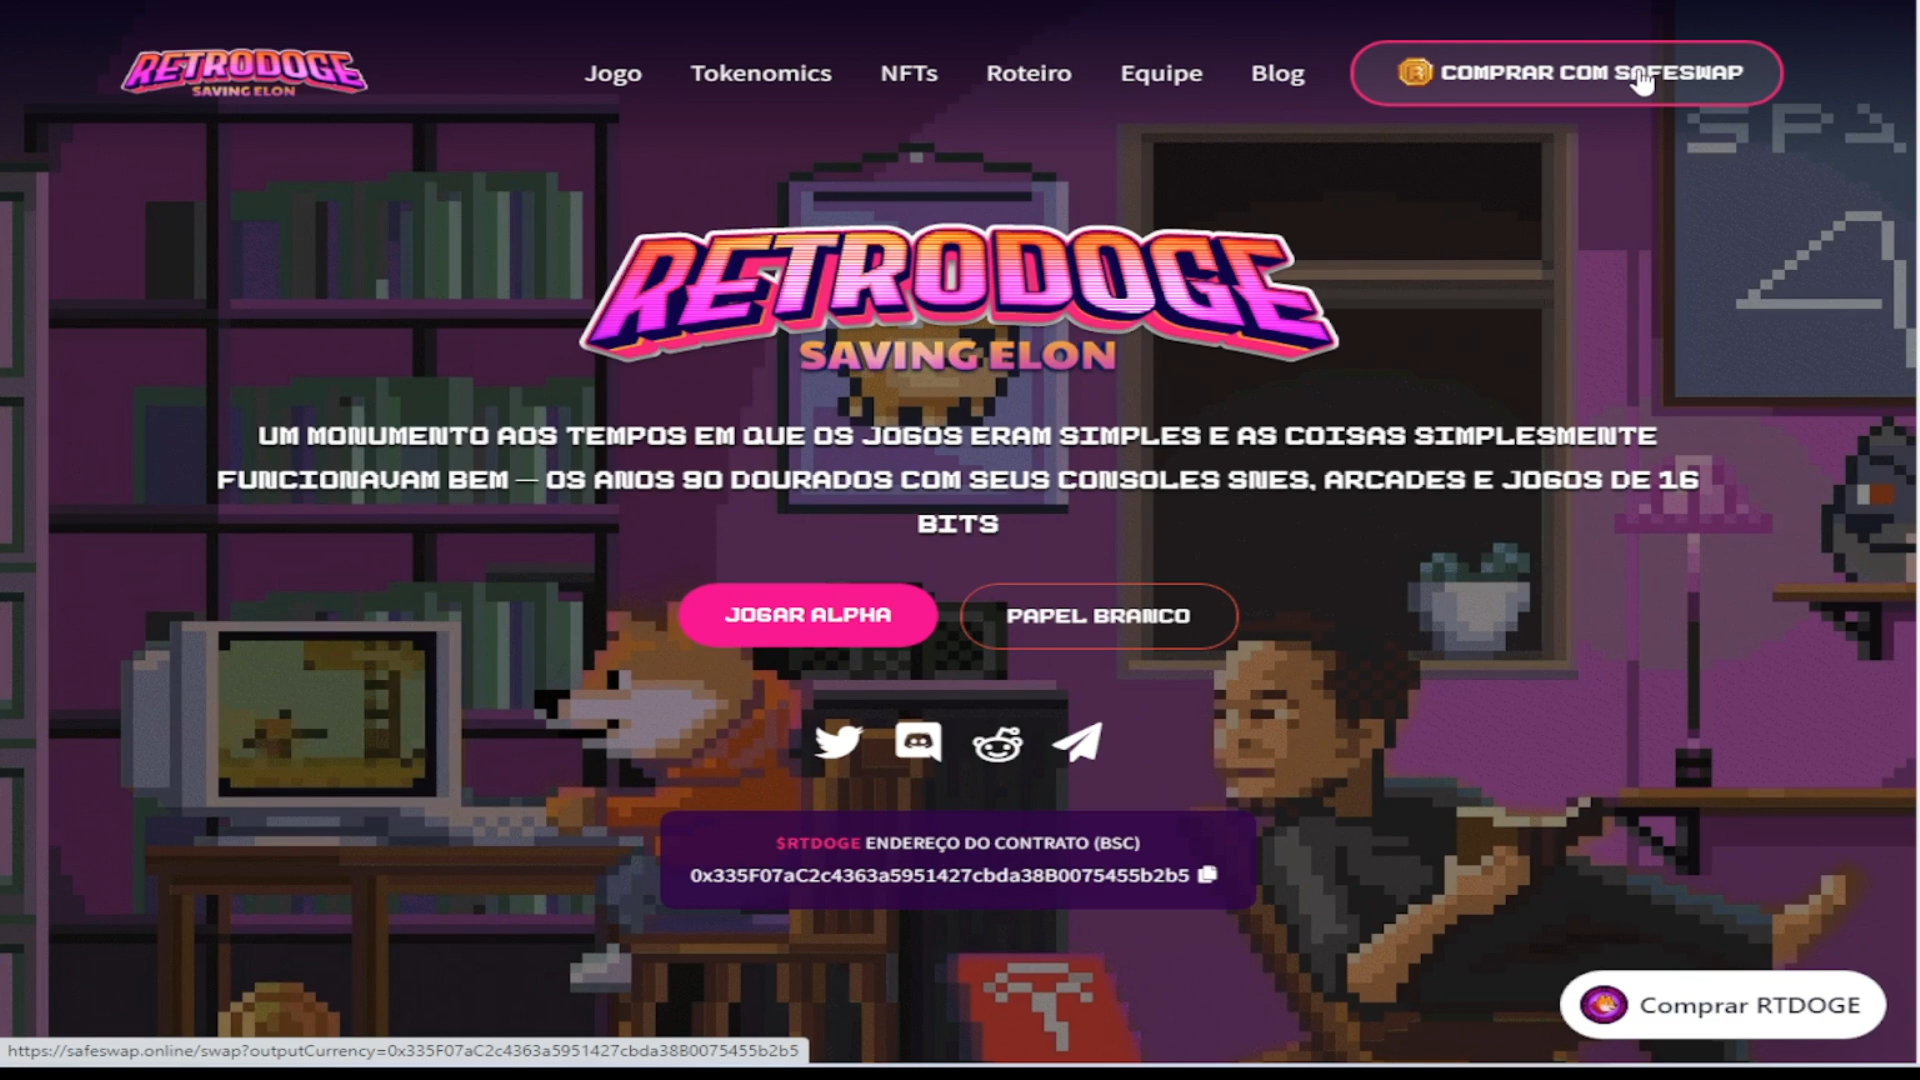 RETRODOGE
SAVING ELON
Jogo Tokenomics NFTs Roteiro Equipe Blog COMPRAR COM SAFESWAP
SPA
RETRODOGE
SAVING ELON
UM MONUMENTO AOS TEMPOS EM QUE OS JOGOS ERAM SIMPLES E AS COISAS SIMPLESMENTE
FUNCIONAVAM BEM — OS ANOS 90 DOURADOS COM SEUS CONSOLES SNES, ARCADES E JOGOS DE 16
BITS
JOGAR ALPHA PAPEL BRANCO
$RTDOGE ENDEREÇO DO CONTRATO (BSC)
0x335F07aC2c4363a5951427cbda38B0075455b2b5
Comprar RTDOGE
https://safeswap.online/swap?outputCurrency=0x335F07aC2c4363a5951427cbda38B0075455b2b5